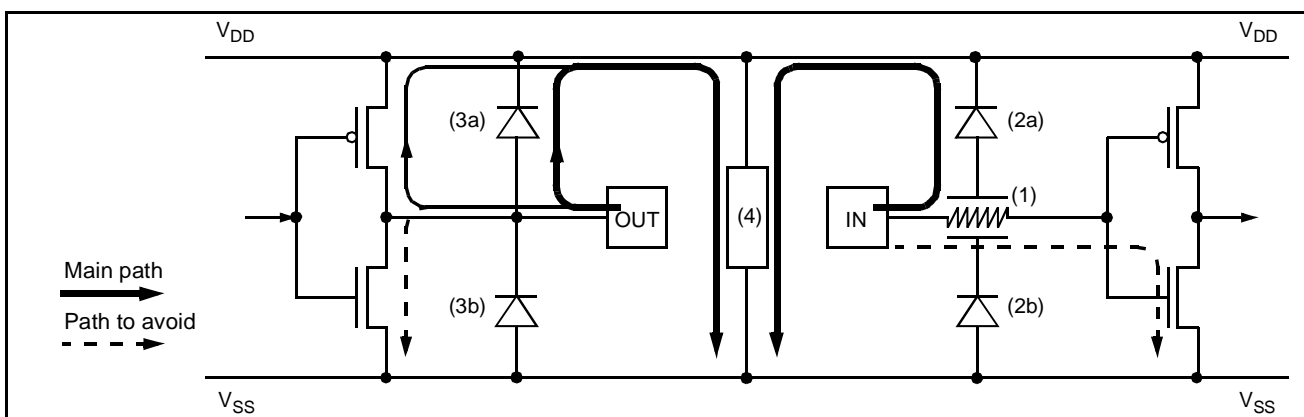 VDD
VDD
(3a)
(2a)
(1)
OUT
(4)
IN
Main path
(3b)
(2b)
Path to avoid
VSS
VSS